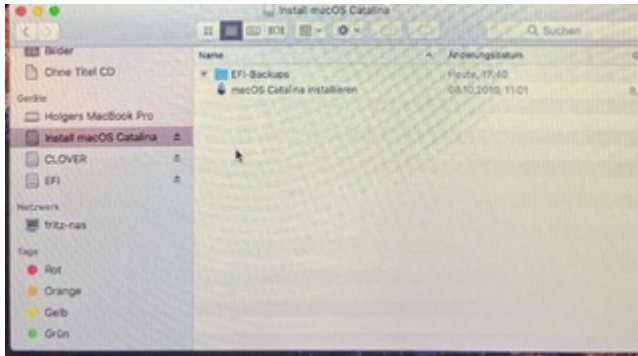 Install macOS Catalina
Suchen
Bilder
Ohne Titel CD
Geräte
Holgers MacBook Pro
Install macOS Catalina
CLOVER
EFI
Netzwerk
fritz-nas
Tags
Rot
Orange
Gelb
Grün
Name Änderungsdatum
EFI-Backups Heute, 17:40
macOS Catalina installieren 08.10.2019, 11:01